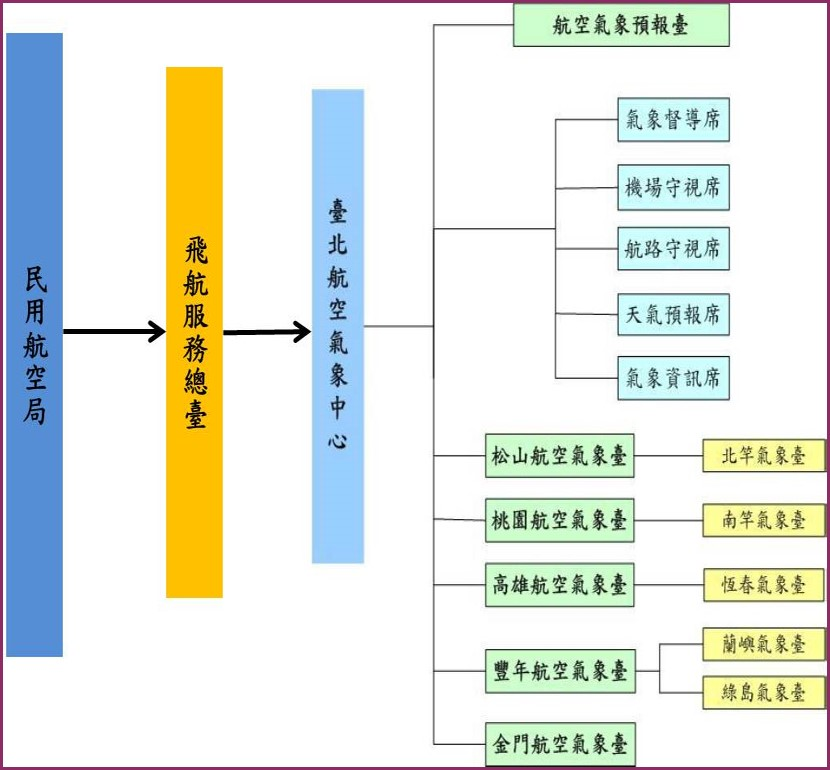 民用航空局
飛航服務總臺
臺北航空氣象中心
航空氣象預報臺
氣象督導席
機場守視席
航路守視席
天氣預報席
氣象資訊席
松山航空氣象臺
北竿氣象臺
桃園航空氣象臺
南竿氣象臺
高雄航空氣象臺
恆春氣象臺
豐年航空氣象臺
蘭嶼氣象臺
綠島氣象臺
金門航空氣象臺